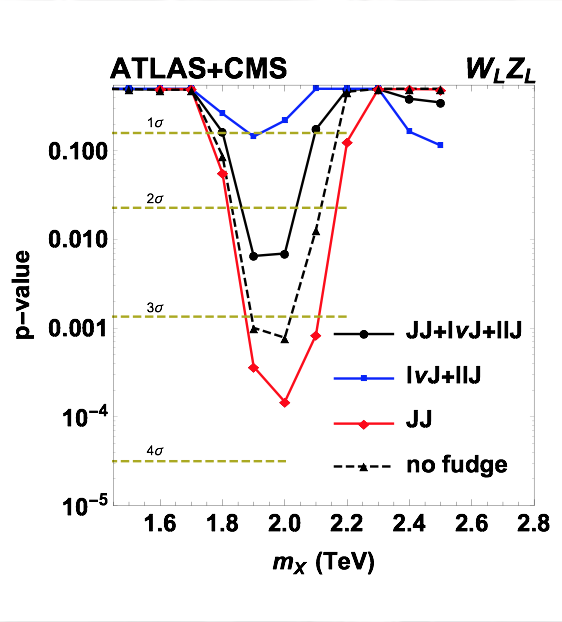 ATLAS+CMS W_L Z_L
1σ
0.100
2σ
0.010
3σ
0.001
JJ+lνJ+llJ
lνJ+llJ
JJ
10⁻⁴
no fudge
4σ
10⁻⁵
p-value
1.6 1.8 2.0 2.2 2.4 2.6 2.8
m_X (TeV)